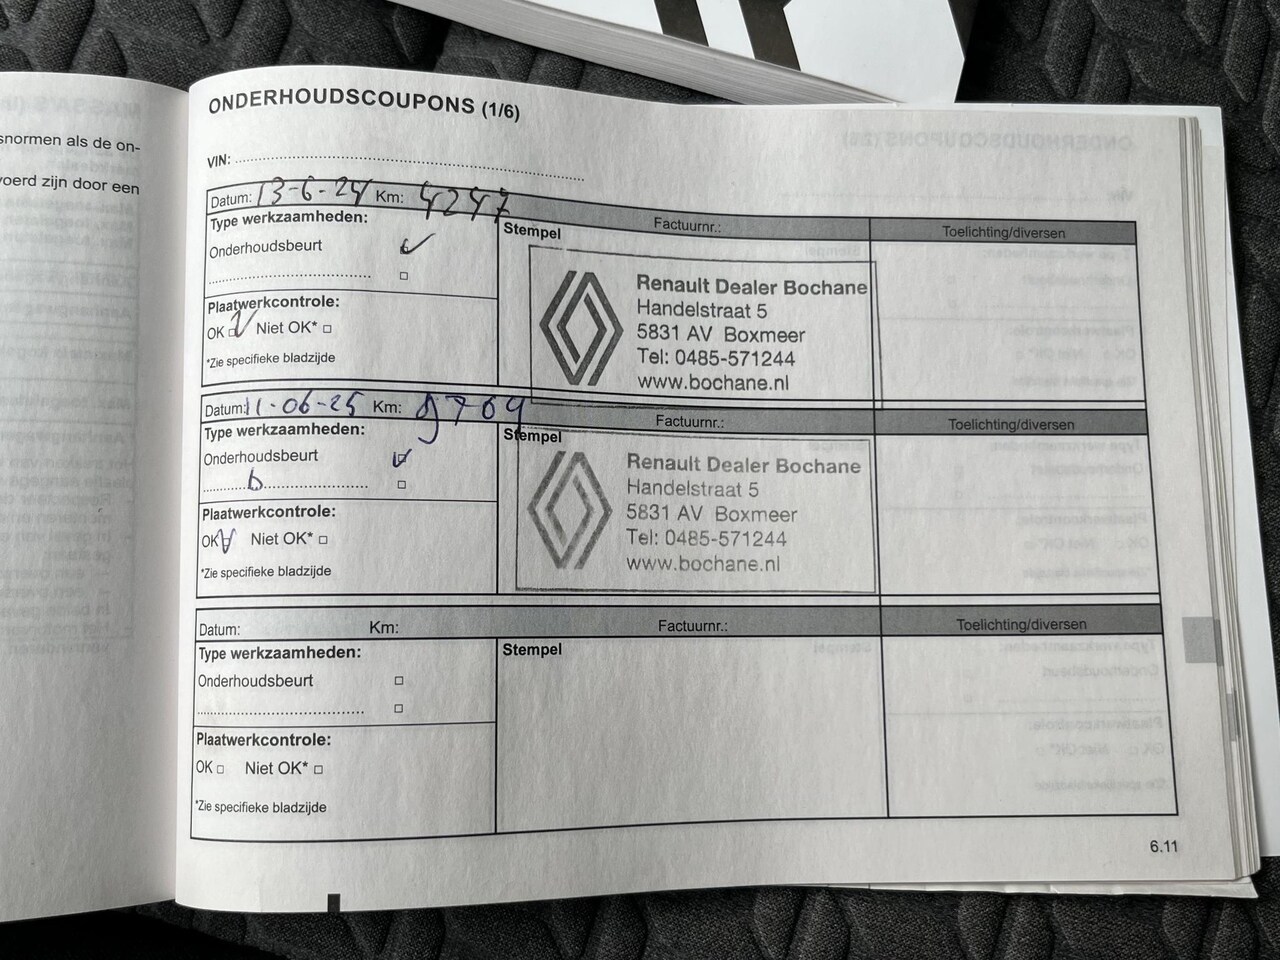 snormen als de on-
voerd zijn door een
ONDERHOUDSCOUPONS (1/6)
VIN:
Datum: 13-6-24 Km: 4247 Factuurnr.: Toelichting/diversen
Type werkzaamheden:
Stempel
Onderhoudsbeurt
Plaatwerkcontrole:
OK Niet OK*
*Zie specifieke bladzijde
Renault Dealer Bochane
Handelstraat 5
5831 AV Boxmeer
Tel: 0485-571244
www.bochane.nl
Datum: 11-06-25 Km: 9769 Factuurnr.: Toelichting/diversen
Type werkzaamheden:
Stempel
Onderhoudsbeurt
b
Plaatwerkcontrole:
OK Niet OK*
*Zie specifieke bladzijde
Renault Dealer Bochane
Handelstraat 5
5831 AV Boxmeer
Tel: 0485-571244
www.bochane.nl
Datum: Km: Factuurnr.: Toelichting/diversen
Type werkzaamheden:
Stempel
Onderhoudsbeurt
Plaatwerkcontrole:
OK Niet OK*
*Zie specifieke bladzijde
6.11